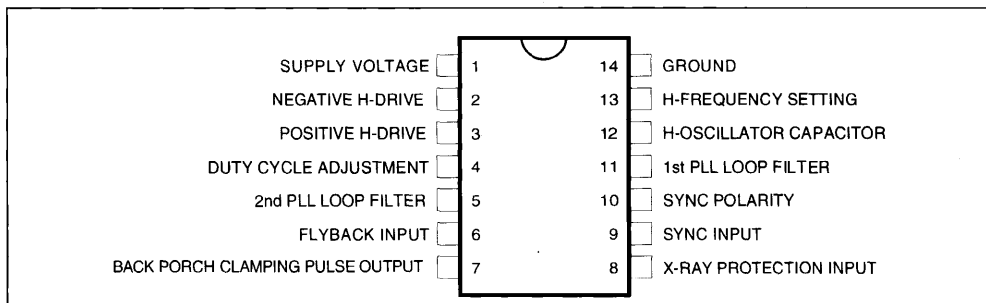 SUPPLY VOLTAGE 1 14 GROUND
NEGATIVE H-DRIVE 2 13 H-FREQUENCY SETTING
POSITIVE H-DRIVE 3 12 H-OSCILLATOR CAPACITOR
DUTY CYCLE ADJUSTMENT 4 11 1st PLL LOOP FILTER
2nd PLL LOOP FILTER 5 10 SYNC POLARITY
FLYBACK INPUT 6 9 SYNC INPUT
BACK PORCH CLAMPING PULSE OUTPUT 7 8 X-RAY PROTECTION INPUT